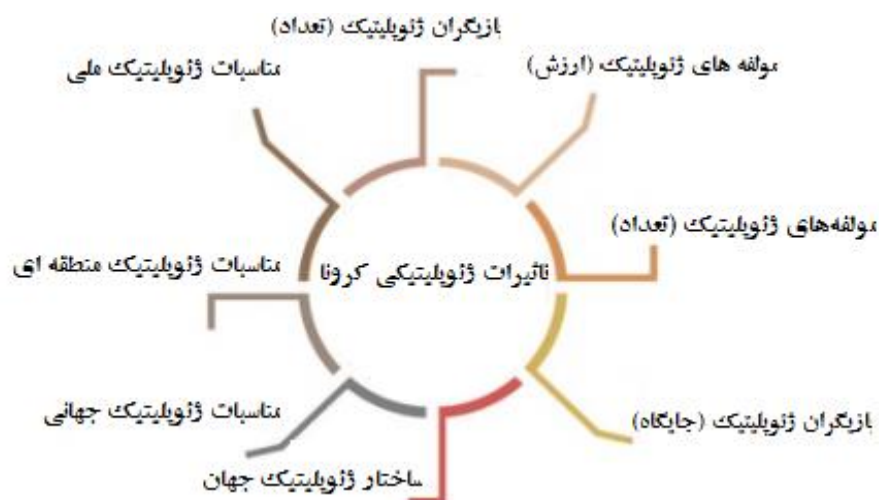 بازیگران ژئوپلیتیک (تعداد)
مولفه های ژئوپلیتیک (ارزش)
مناسبات ژئوپلیتیک ملی
مولفه‌های ژئوپلیتیک (تعداد)
تاثیرات ژئوپلیتیکی کرونا
مناسبات ژئوپلیتیک منطقه ای
بازیگران ژئوپلیتیک (جایگاه)
مناسبات ژئوپلیتیک جهانی
ساختار ژئوپلیتیک جهان